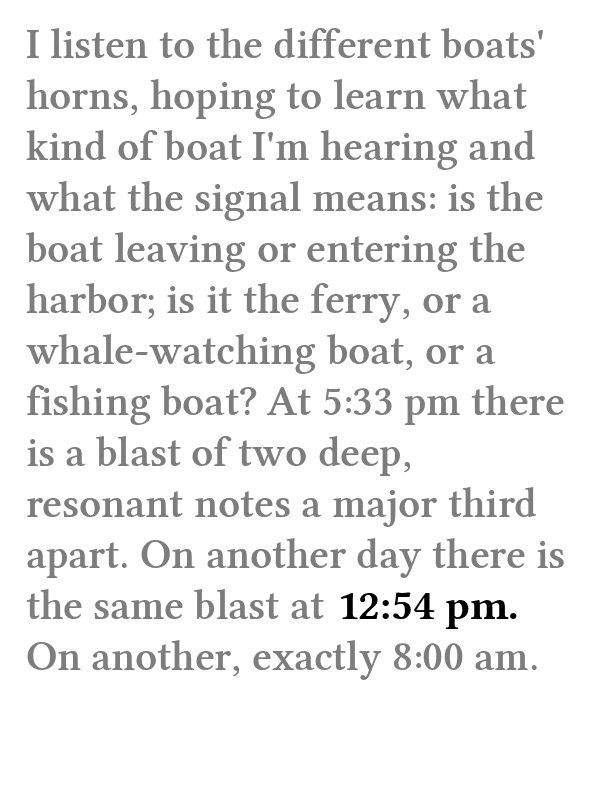 I listen to the different boats'
horns, hoping to learn what
kind of boat I'm hearing and
what the signal means: is the
boat leaving or entering the
harbor; is it the ferry, or a
whale-watching boat, or a
fishing boat? At 5:33 pm there
is a blast of two deep,
resonant notes a major third
apart. On another day there is
the same blast at 12:54 pm.
On another, exactly 8:00 am.